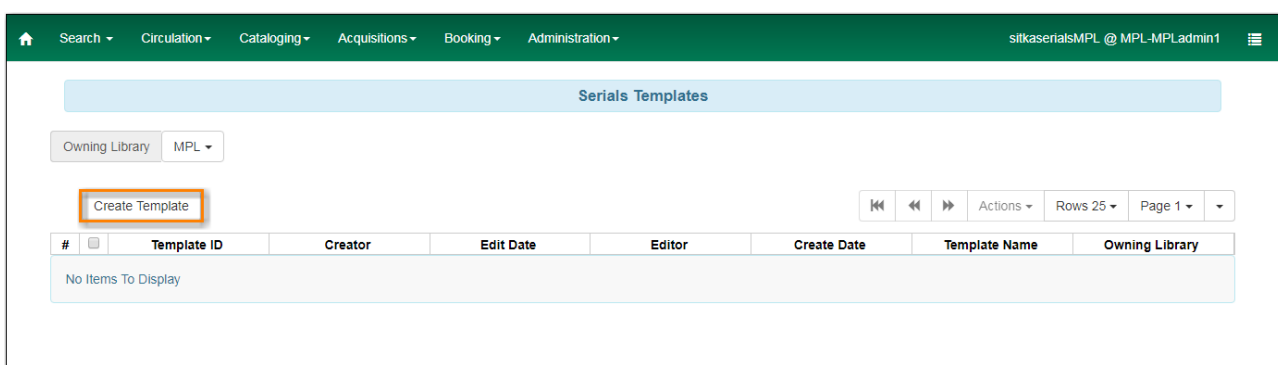 Search Circulation Cataloging Acquisitions Booking Administration sitkaserialsMPL @ MPL-MPLadmin1
Serials Templates
Owning Library MPL
Create Template Actions Rows 25 Page 1
# Template ID Creator Edit Date Editor Create Date Template Name Owning Library
No Items To Display